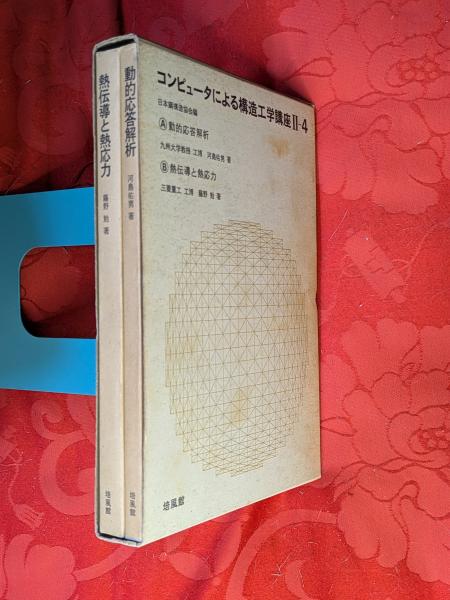 コンピュータによる構造工学講座II-4
日本鋼構造協会編
Ⓐ動的応答解析
九州大学教授 工博 河島佑男 著
Ⓑ熱伝導と熱応力
三菱重工 工博 藤野 勉 著
培風館
動的応答解析 河島佑男 著 培風館
熱伝導と熱応力 藤野 勉 著 培風館